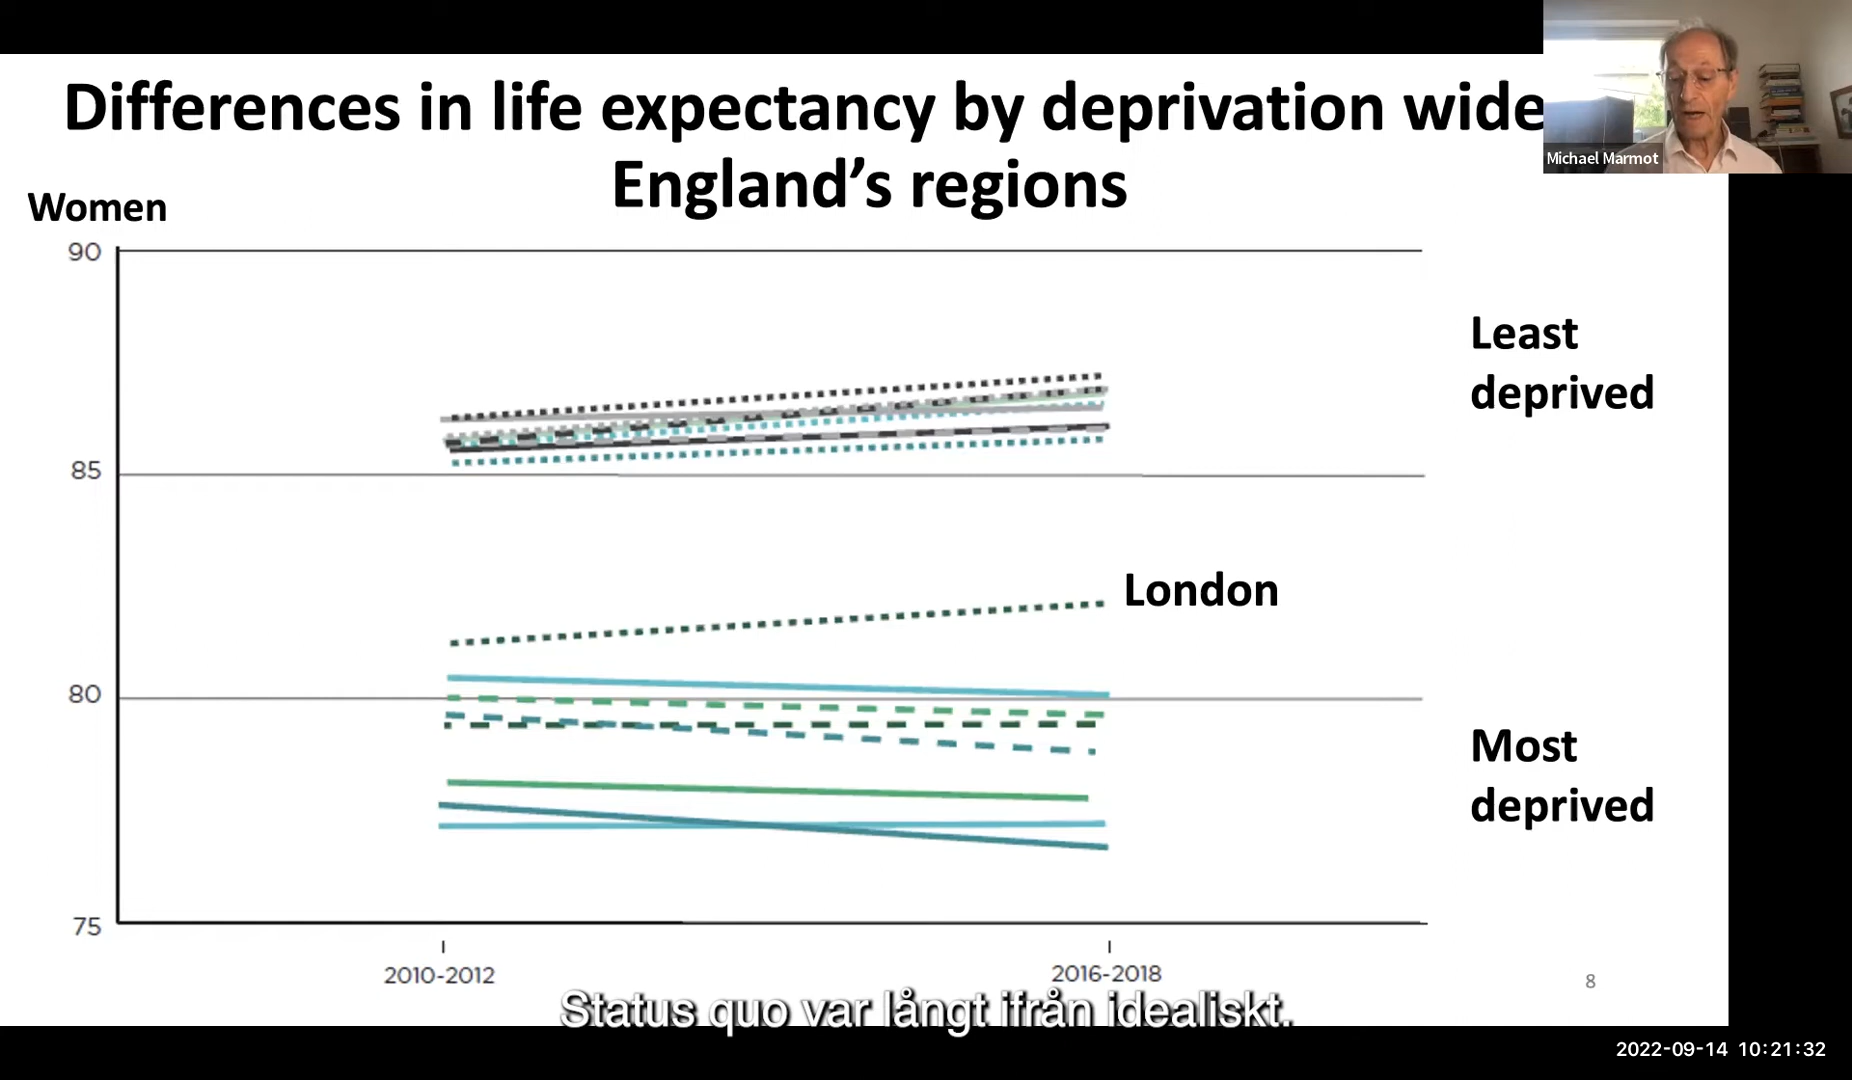 Differences in life expectancy by deprivation wide
England’s regions
Michael Marmot
Women
90
Least
deprived
85
London
80
Most
deprived
75
2010-2012
2016-2018
8
Status quo var långt ifrån idealiskt.
2022-09-14 10:21:32